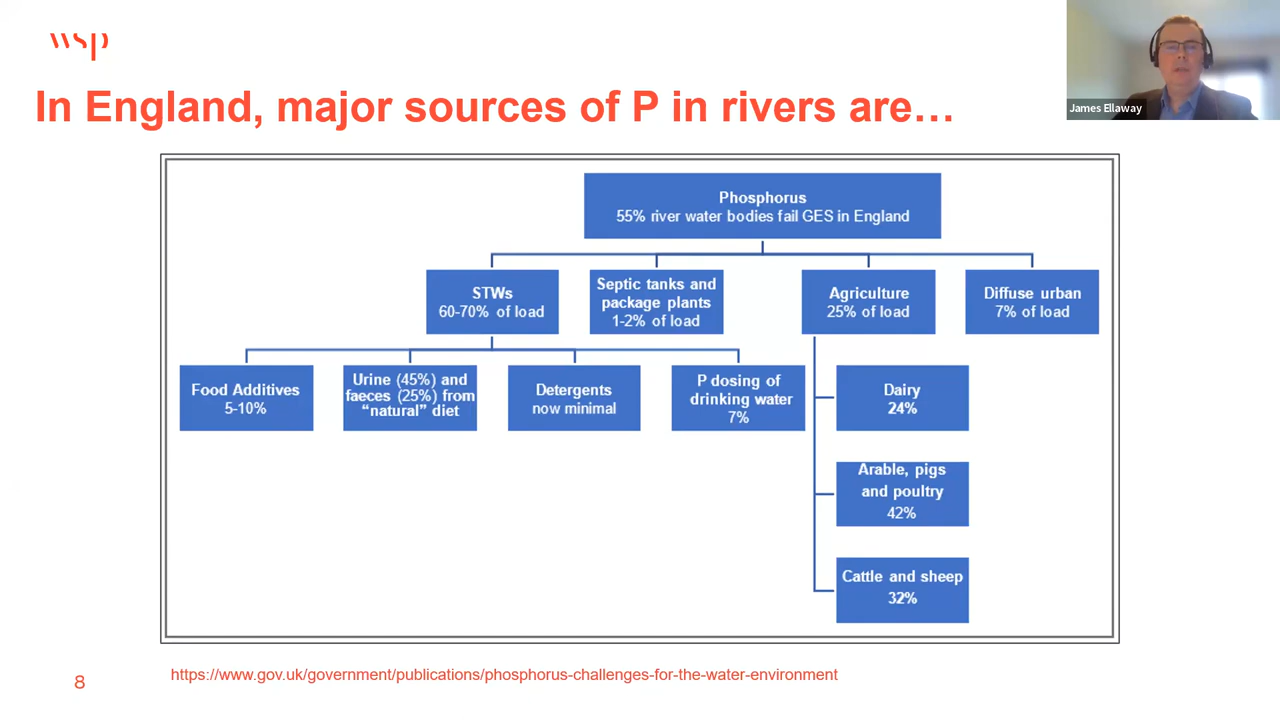 wsp
James Ellaway
In England, major sources of P in rivers are…
Phosphorus
55% river water bodies fail GES in England
STWs
60-70% of load
Septic tanks and
package plants
1-2% of load
Agriculture
25% of load
Diffuse urban
7% of load
Food Additives
5-10%
Urine (45%) and
faeces (25%) from
“natural” diet
Detergents
now minimal
P dosing of
drinking water
7%
Dairy
24%
Arable, pigs
and poultry
42%
Cattle and sheep
32%
8
https://www.gov.uk/government/publications/phosphorus-challenges-for-the-water-environment